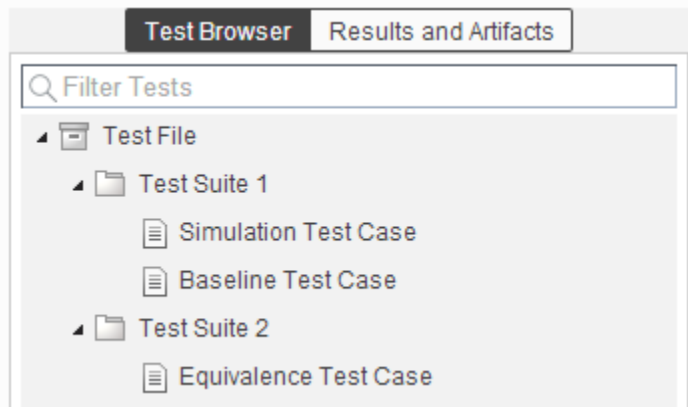 Test Browser Results and Artifacts
Filter Tests
Test File
Test Suite 1
Simulation Test Case
Baseline Test Case
Test Suite 2
Equivalence Test Case